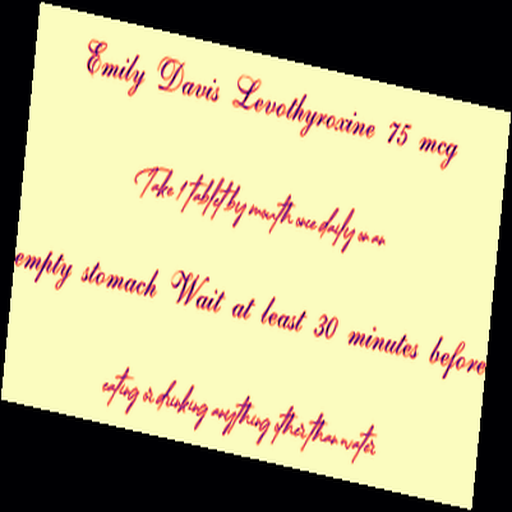 Emily Davis Levothyroxine 75 mcg
Take 1 tablet by mouth once daily on an
empty stomach Wait at least 30 minutes before
eating or drinking anything other than water